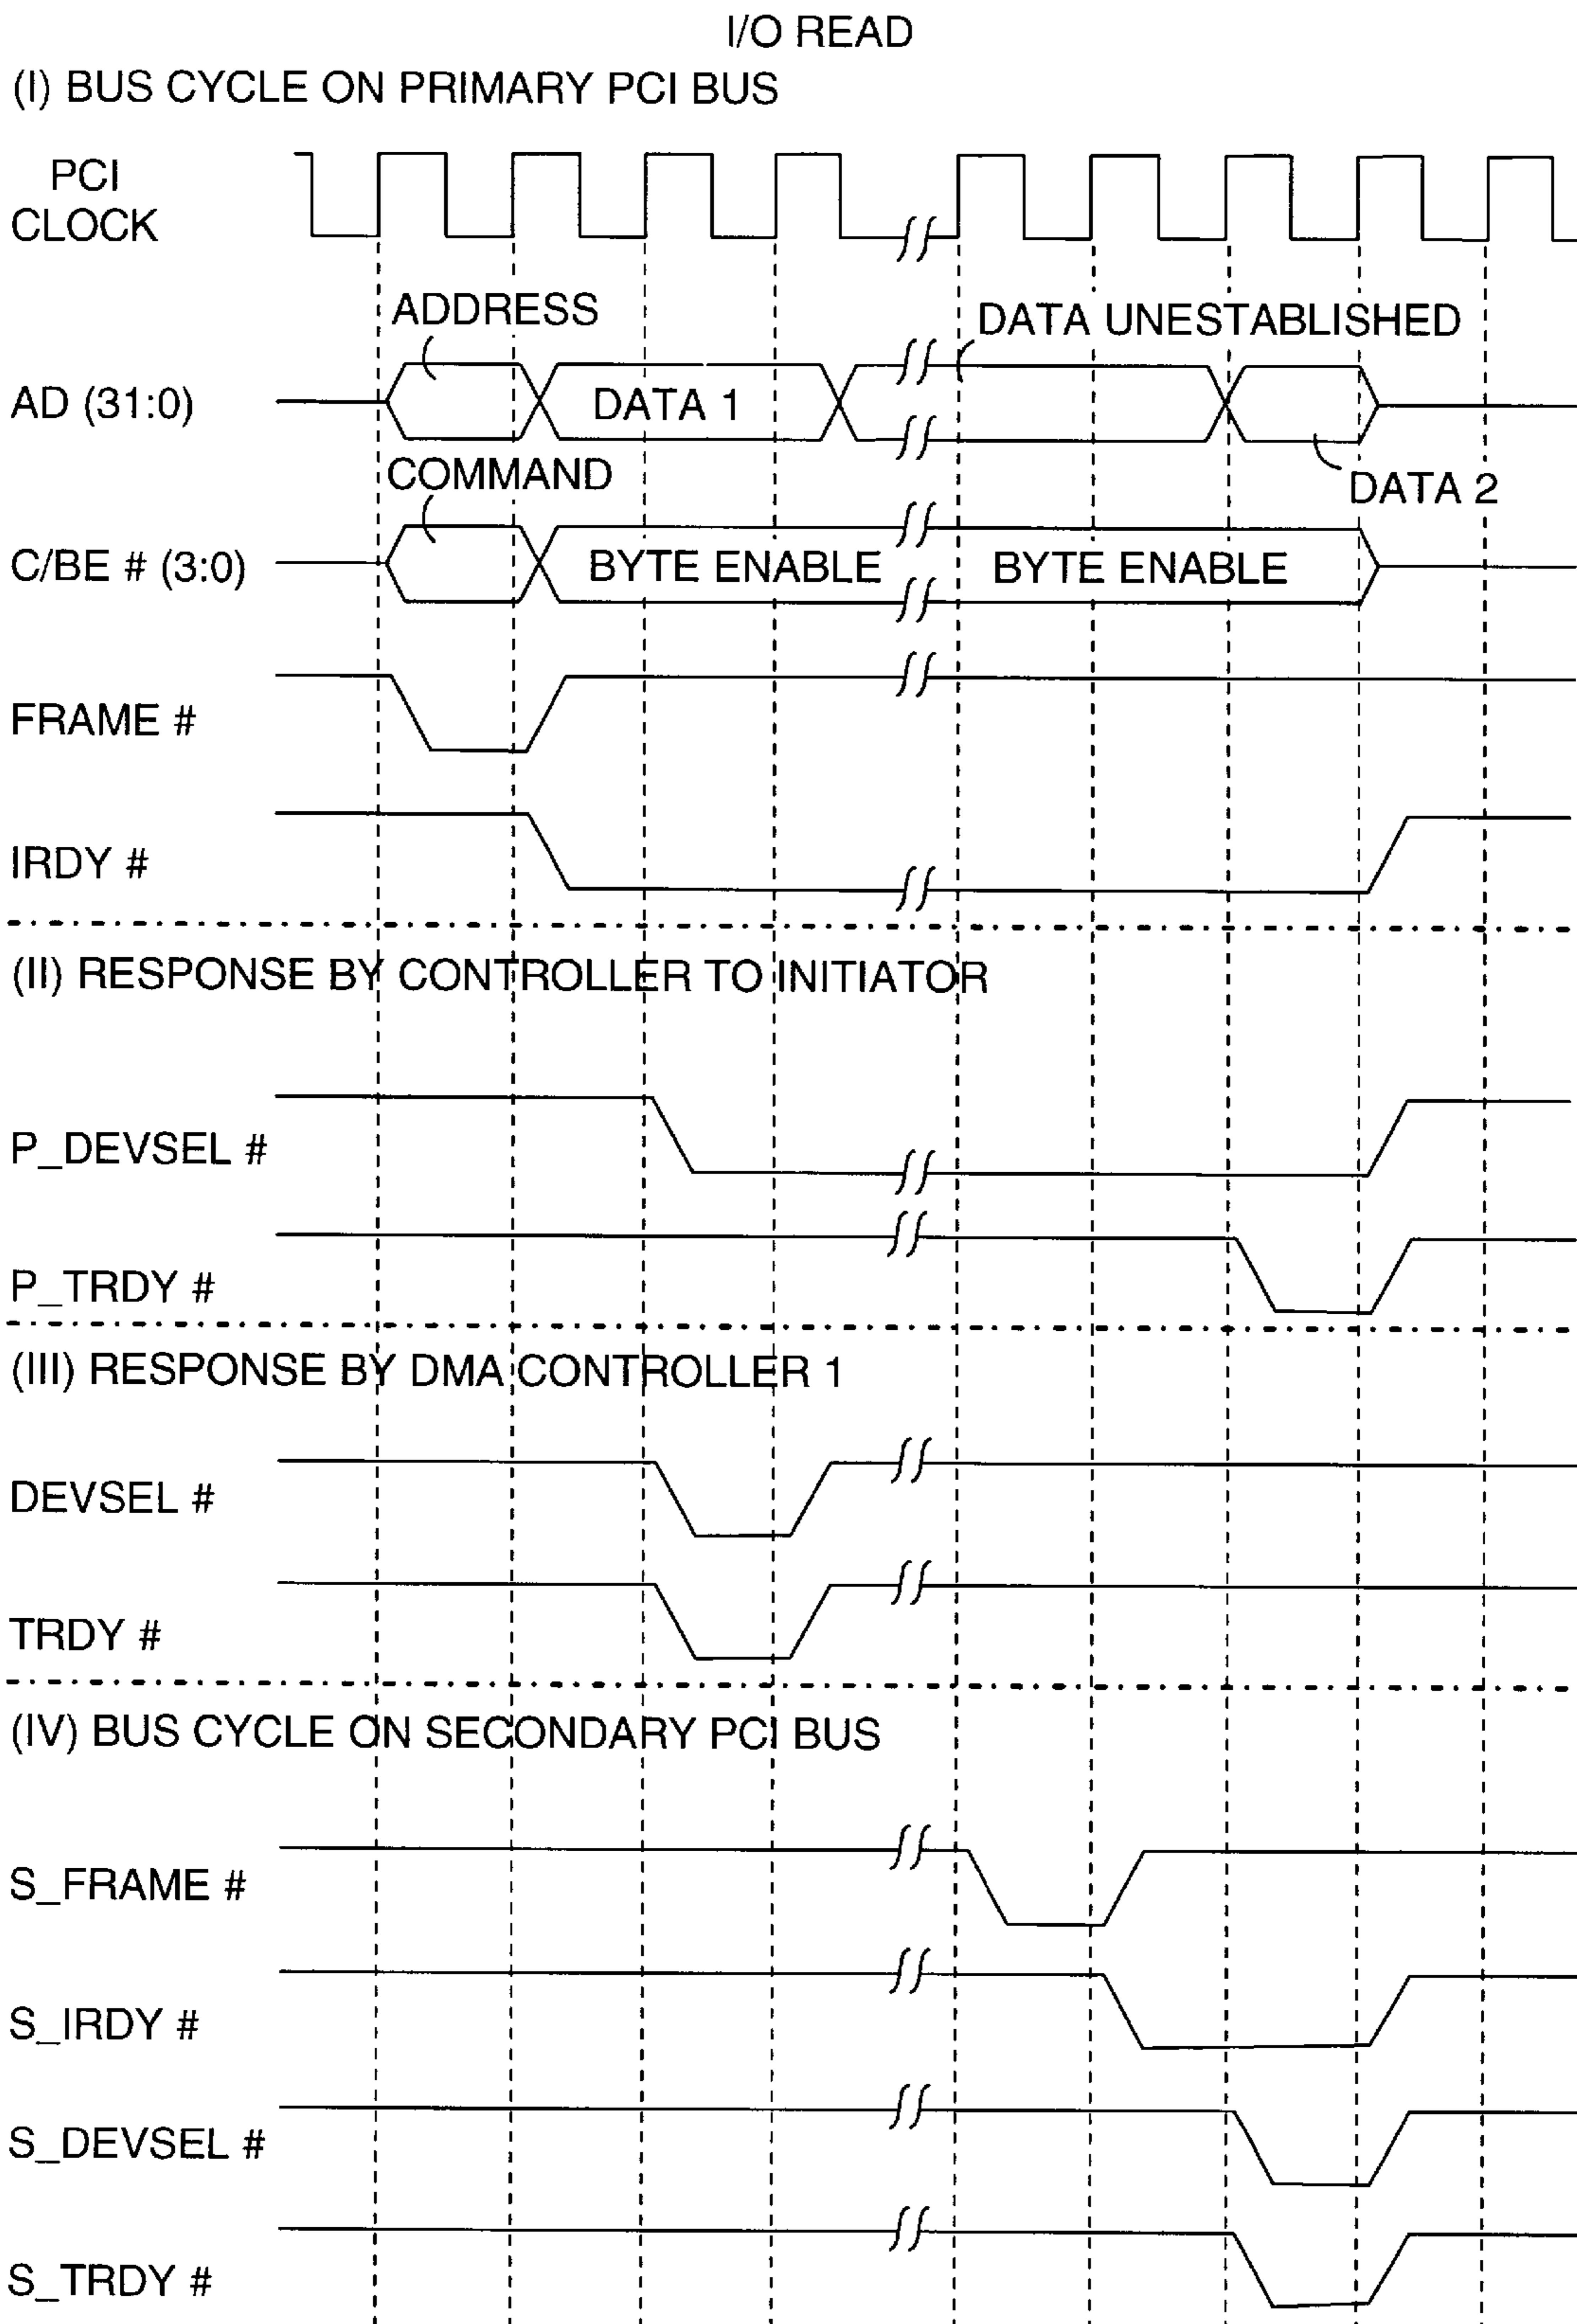 I/O READ
(I) BUS CYCLE ON PRIMARY PCI BUS
PCI
CLOCK
ADDRESS
DATA UNESTABLISHED
AD (31:0)
DATA 1
DATA 2
COMMAND
C/BE # (3:0)
BYTE ENABLE
BYTE ENABLE
FRAME #
IRDY #
(II) RESPONSE BY CONTROLLER TO INITIATOR
P_DEVSEL #
P_TRDY #
(III) RESPONSE BY DMA CONTROLLER 1
DEVSEL #
TRDY #
(IV) BUS CYCLE ON SECONDARY PCI BUS
S_FRAME #
S_IRDY #
S_DEVSEL #
S_TRDY #